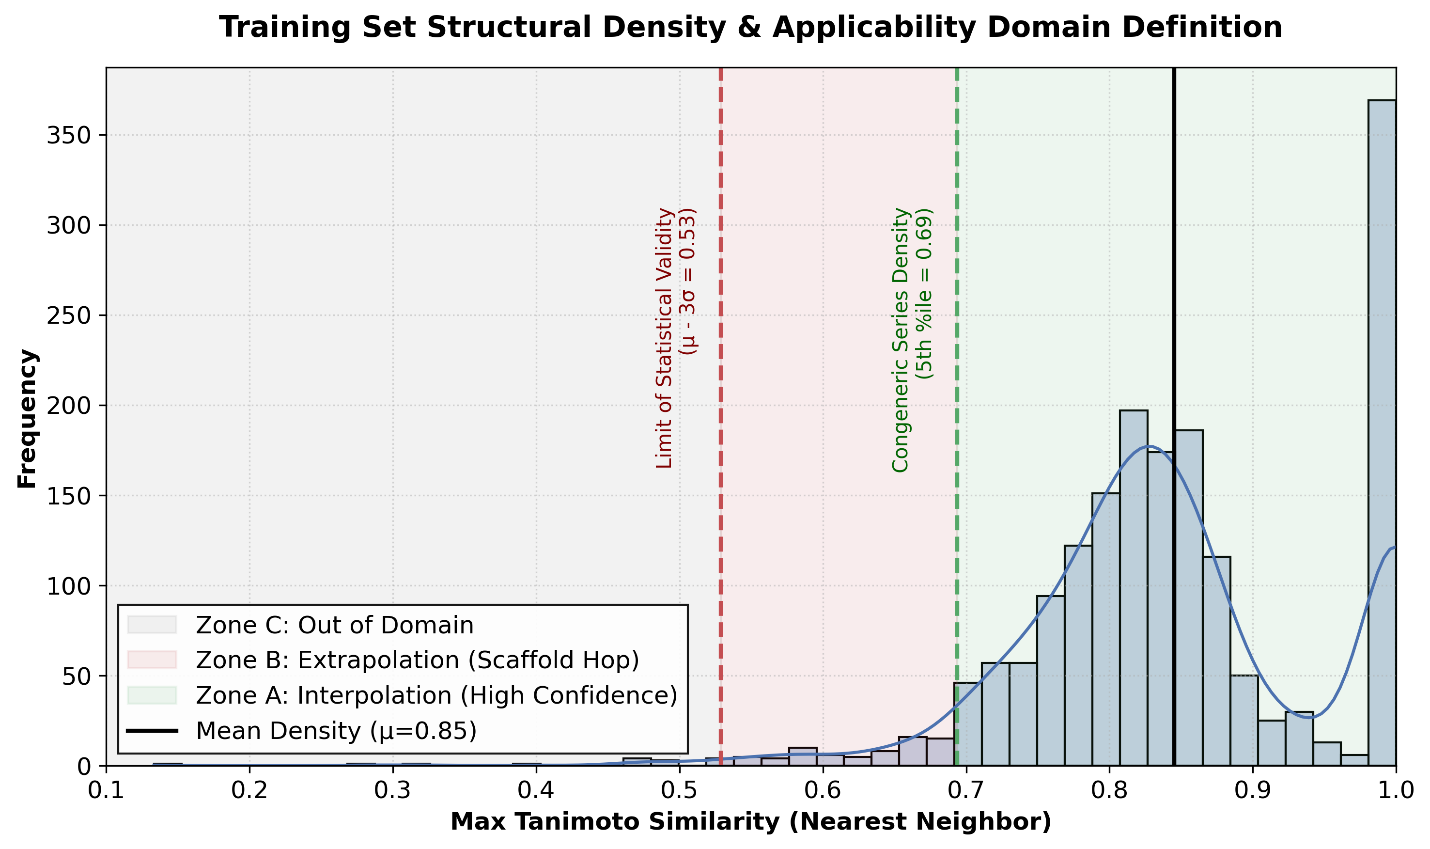 Training Set Structural Density & Applicability Domain Definition
Frequency
350
300
250
200
150
100
50
0
Limit of Statistical Validity
(μ - 3σ = 0.53)
Congeneric Series Density
(5th %ile = 0.69)
Zone C: Out of Domain
Zone B: Extrapolation (Scaffold Hop)
Zone A: Interpolation (High Confidence)
Mean Density (μ=0.85)
0.1 0.2 0.3 0.4 0.5 0.6 0.7 0.8 0.9 1.0
Max Tanimoto Similarity (Nearest Neighbor)